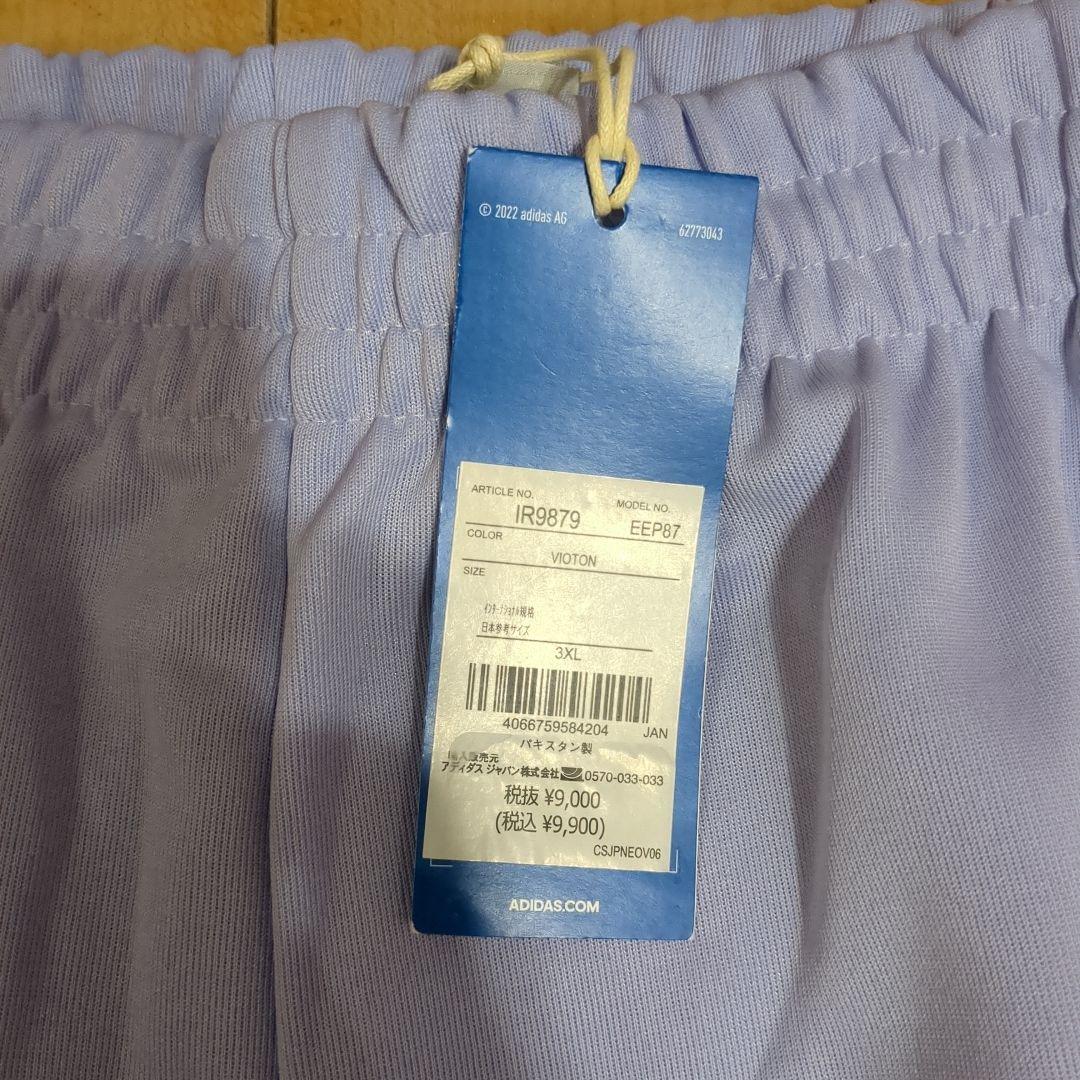 © 2022 adidas AG
62773043
ARTICLE NO.
MODEL NO.
IR9879
EEP87
COLOR
VIOTON
SIZE
インターナショナル規格
日本参考サイズ
3XL
4066759584204
JAN
パキスタン製
輸入販売元
アディダス ジャパン株式会社 0570-033-033
税抜 ¥9,000
(税込 ¥9,900)
CSJPNEOV06
ADIDAS.COM